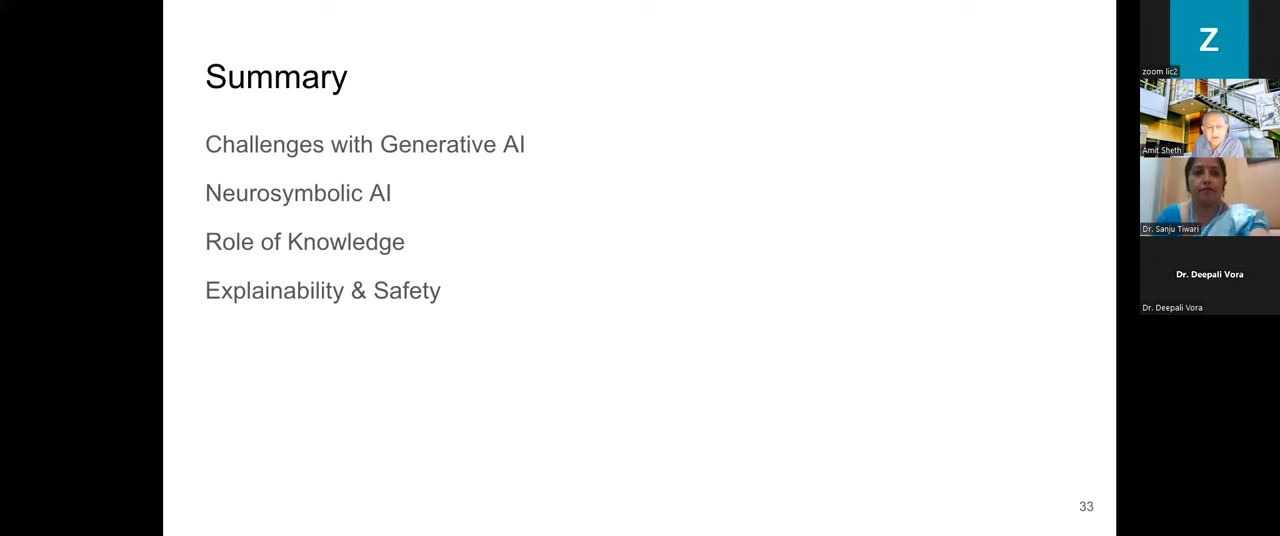 Summary
Challenges with Generative AI
Neurosymbolic AI
Role of Knowledge
Explainability & Safety
33
Z
zoom lic2
Amit Sheth
Dr. Sanju Tiwari
Dr. Deepali Vora
Dr. Deepali Vora